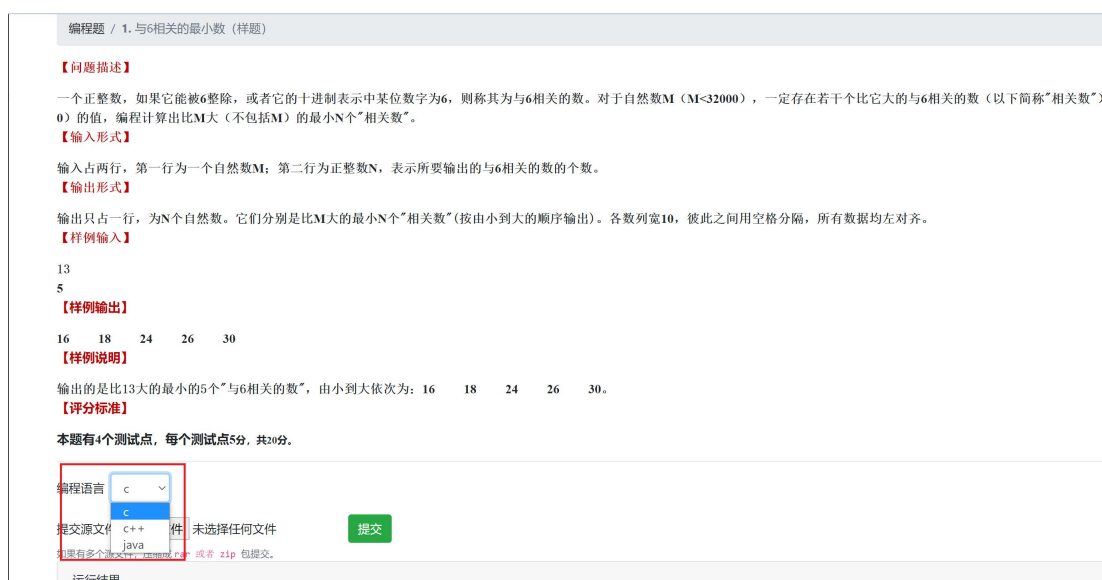 编程题 / 1. 与6相关的最小数（样题）
【问题描述】
一个正整数，如果它能被6整除，或者它的十进制表示中某位数字为6，则称其为与6相关的数。对于自然数M（M<32000），一定存在若干个比它大的与6相关的数（以下简称"相关数"）
0）的值，编程计算出比M大（不包括M）的最小N个"相关数"。
【输入形式】
输入占两行，第一行为一个自然数M；第二行为正整数N，表示所要输出的与6相关的数的个数。
【输出形式】
输出只占一行，为N个自然数。它们分别是比M大的最小N个"相关数"(按由小到大的顺序输出)。各数列宽10，彼此之间用空格分隔，所有数据均左对齐。
【样例输入】
13
5
【样例输出】
16 18 24 26 30
【样例说明】
输出的是比13大的最小的5个"与6相关的数"，由小到大依次为：16 18 24 26 30。
【评分标准】
本题有4个测试点，每个测试点5分，共20分。
编程语言 c
c
提交源文 c++ 件 未选择任何文件 提交
java
如果有多个源文件，压缩成 rar 或者 zip 包提交。
运行结果